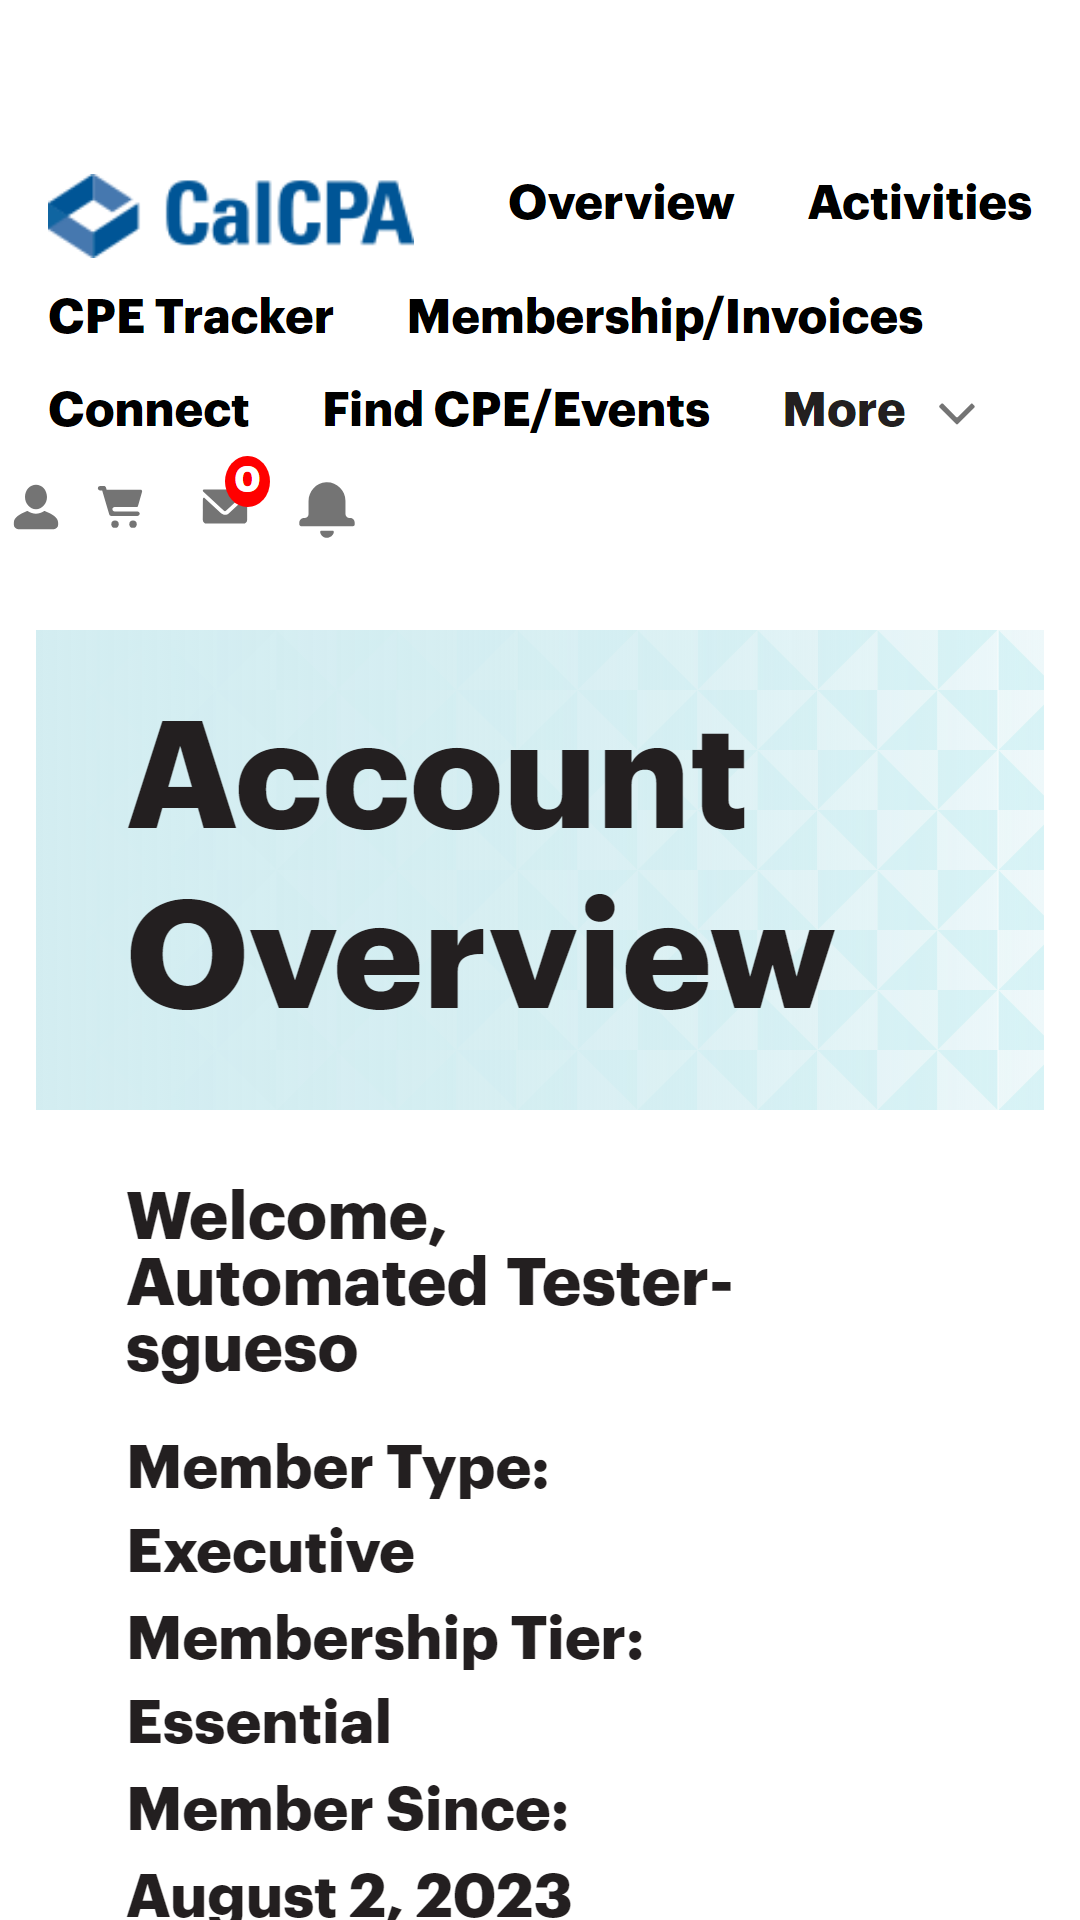 CalCPA Overview Activities
CPE Tracker Membership/Invoices
Connect Find CPE/Events More
0
Account
Overview
Welcome,
Automated Tester-
sgueso
Member Type:
Executive
Membership Tier:
Essential
Member Since:
August 2, 2023